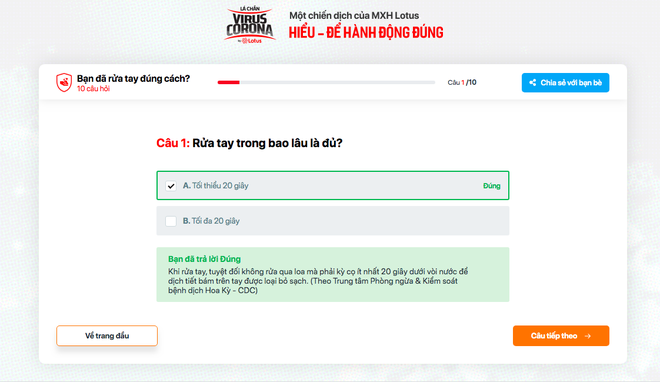 LÁ CHẮN
VIRUS
CORONA
Lotus
Một chiến dịch của MXH Lotus
HIỂU - ĐỂ HÀNH ĐỘNG ĐÚNG
Bạn đã rửa tay đúng cách?
10 câu hỏi
Câu 1 /10
Chia sẻ với bạn bè
Câu 1: Rửa tay trong bao lâu là đủ?
A. Tối thiểu 20 giây
Đúng
B. Tối đa 20 giây
Bạn đã trả lời Đúng
Khi rửa tay, tuyệt đối không rửa qua loa mà phải kỳ cọ ít nhất 20 giây dưới vòi nước để
dịch tiết bám trên tay được loại bỏ sạch. (Theo Trung tâm Phòng ngừa & Kiểm soát
bệnh dịch Hoa Kỳ - CDC)
Về trang đầu
Câu tiếp theo →